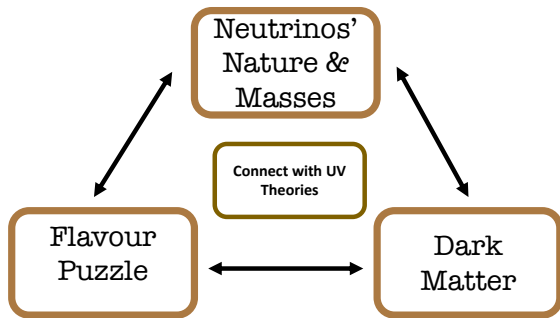 Neutrinos’
Nature &
Masses
Connect with UV
Theories
Flavour
Puzzle
Dark
Matter